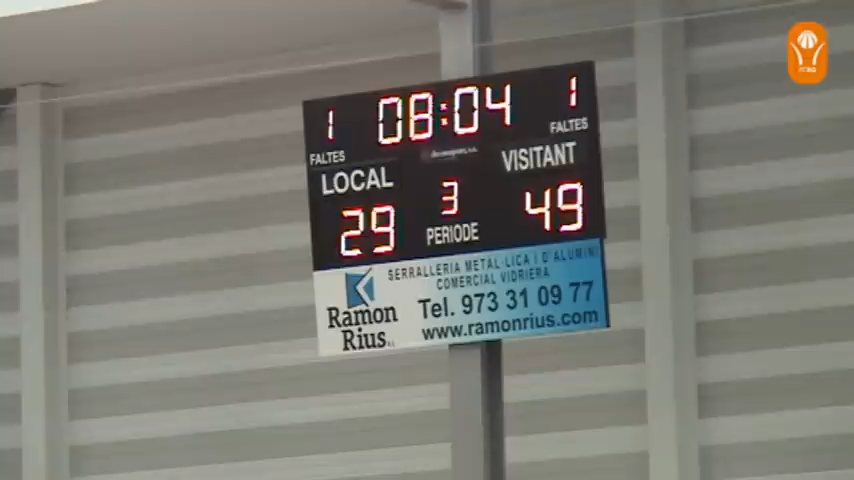 1 08:04 1
FALTES FALTES
LOCAL VISITANT
29 3 49
PERIODE
SERRALLERIA METÀL·LICA I D'ALUMINI
COMERCIAL VIDRIERA
Ramon Rius S.L.
Tel. 973 31 09 77
www.ramonrius.com